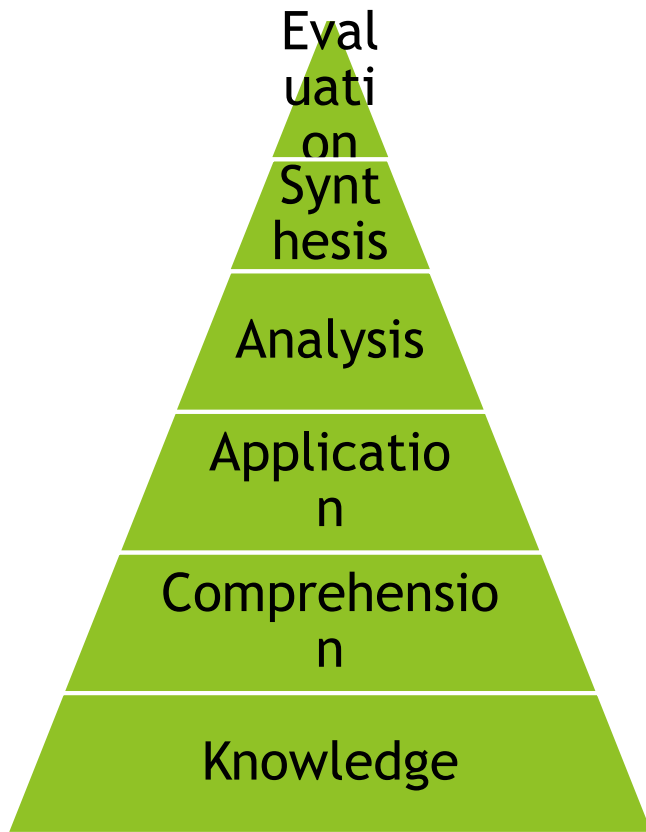 Eval
uati
on
Synt
hesis
Analysis
Applicatio
n
Comprehensio
n
Knowledge